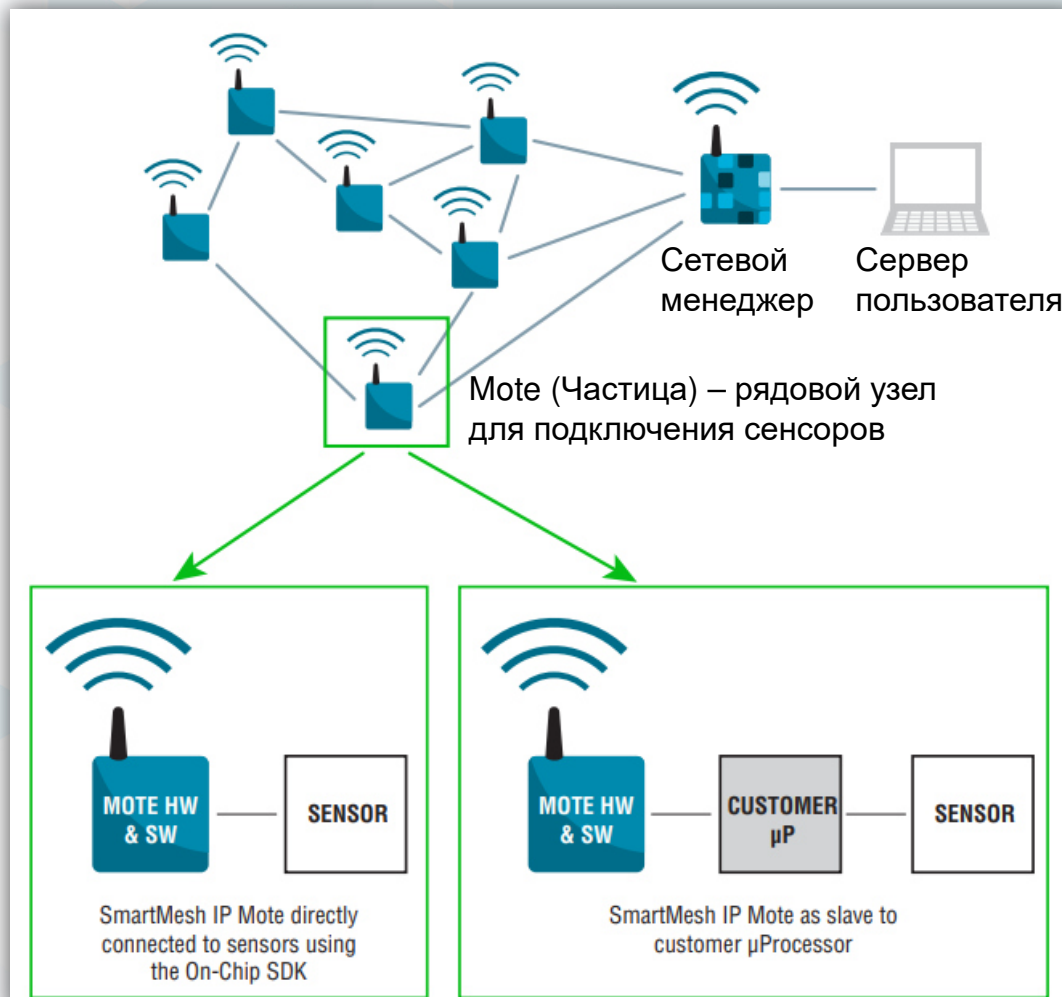 Сетевой
менеджер
Сервер
пользователя
Mote (Частица) – рядовой узел
для подключения сенсоров
MOTE HW
& SW
SENSOR
SmartMesh IP Mote directly
connected to sensors using
the On-Chip SDK
MOTE HW
& SW
CUSTOMER
µP
SENSOR
SmartMesh IP Mote as slave to
customer µProcessor